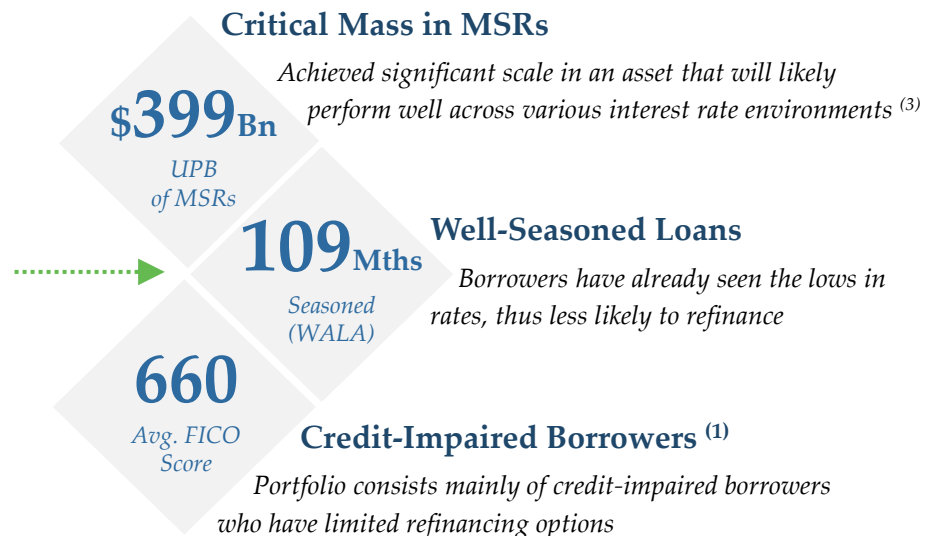 Critical Mass in MSRs
Achieved significant scale in an asset that will likely
perform well across various interest rate environments (3)
$399Bn
UPB
of MSRs
Well-Seasoned Loans
109Mths
Borrowers have already seen the lows in
rates, thus less likely to refinance
Seasoned
(WALA)
660
Avg. FICO
Score
Credit-Impaired Borrowers (1)
Portfolio consists mainly of credit-impaired borrowers
who have limited refinancing options